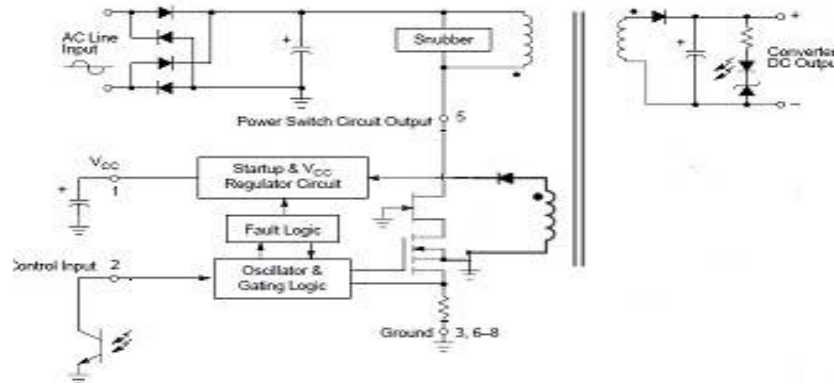 AC Line
Input
+
Snubber
+
+
Converter
DC Output
−
Power Switch Circuit Output
5
VCC
1
+
Startup & VCC
Regulator Circuit
Fault Logic
Control Input
2
Oscillator &
Gating Logic
Ground
3, 6–8